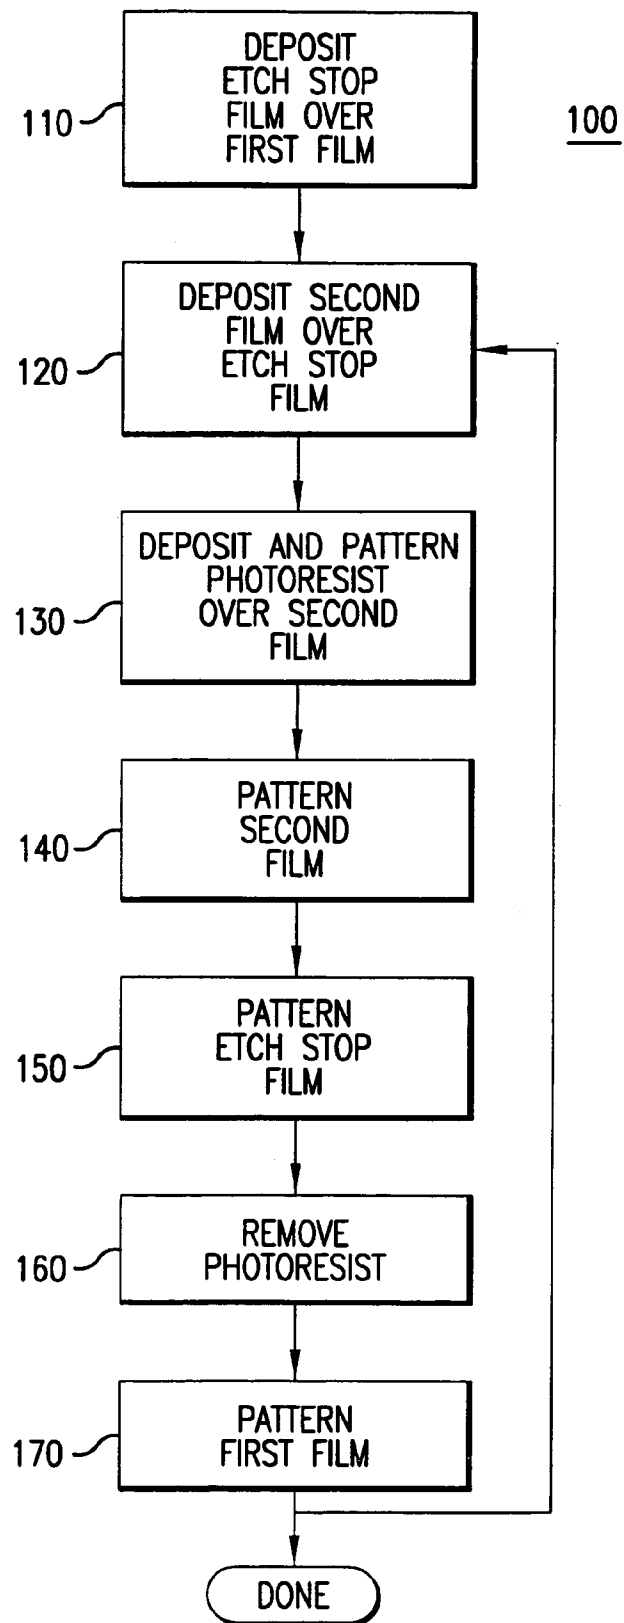 DEPOSIT
ETCH STOP
FILM OVER
FIRST FILM
110
100
DEPOSIT SECOND
FILM OVER
ETCH STOP
FILM
120
DEPOSIT AND PATTERN
PHOTORESIST
OVER SECOND
FILM
130
PATTERN
SECOND
FILM
140
PATTERN
ETCH STOP
FILM
150
REMOVE
PHOTORESIST
160
PATTERN
FIRST FILM
170
DONE